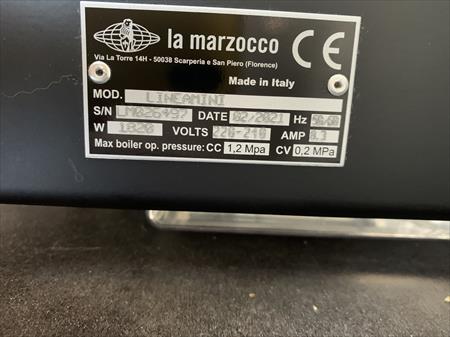 la marzocco CE
Via La Torre 14H - 50038 Scarperia e San Piero (Florence)
Made in Italy
MOD. LINEAMINI
S/N LM026497 DATE 02/2021 Hz 50/60
W 1820 VOLTS 220-240 AMP
Max boiler op. pressure: CC 1,2 Mpa CV 0,2 MPa